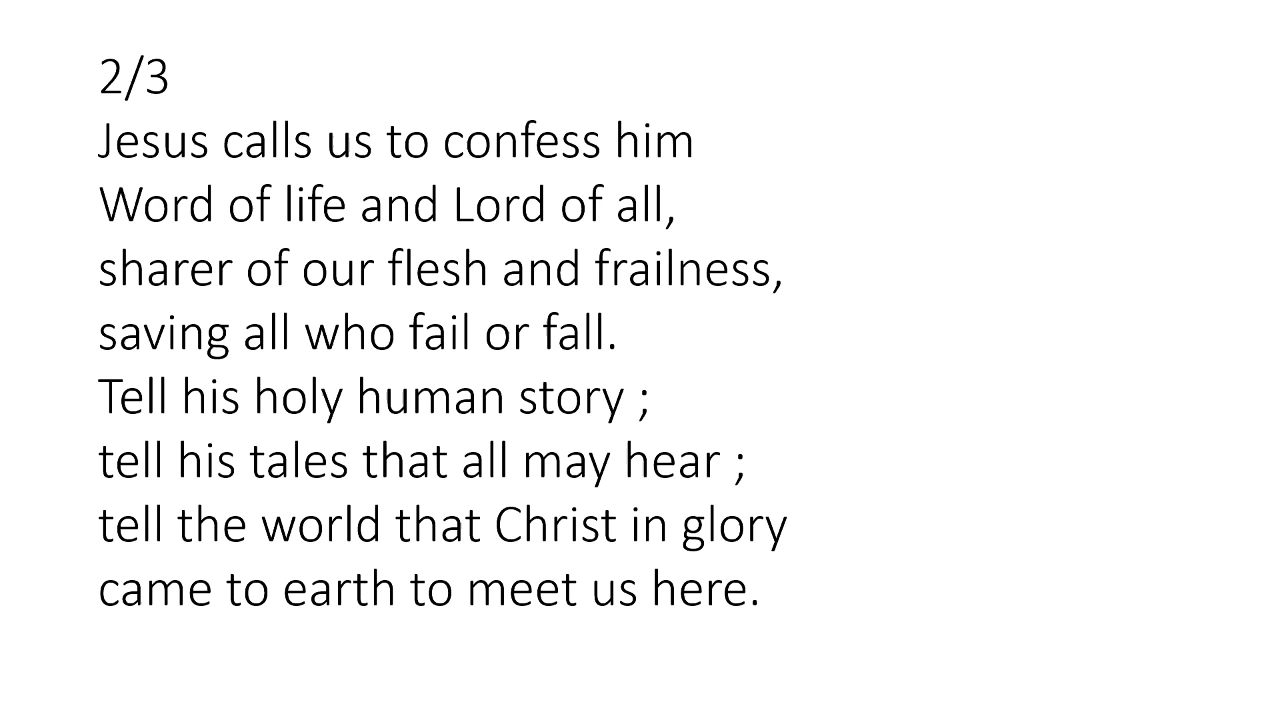 2/3
Jesus calls us to confess him
Word of life and Lord of all,
sharer of our flesh and frailness,
saving all who fail or fall.
Tell his holy human story ;
tell his tales that all may hear ;
tell the world that Christ in glory
came to earth to meet us here.